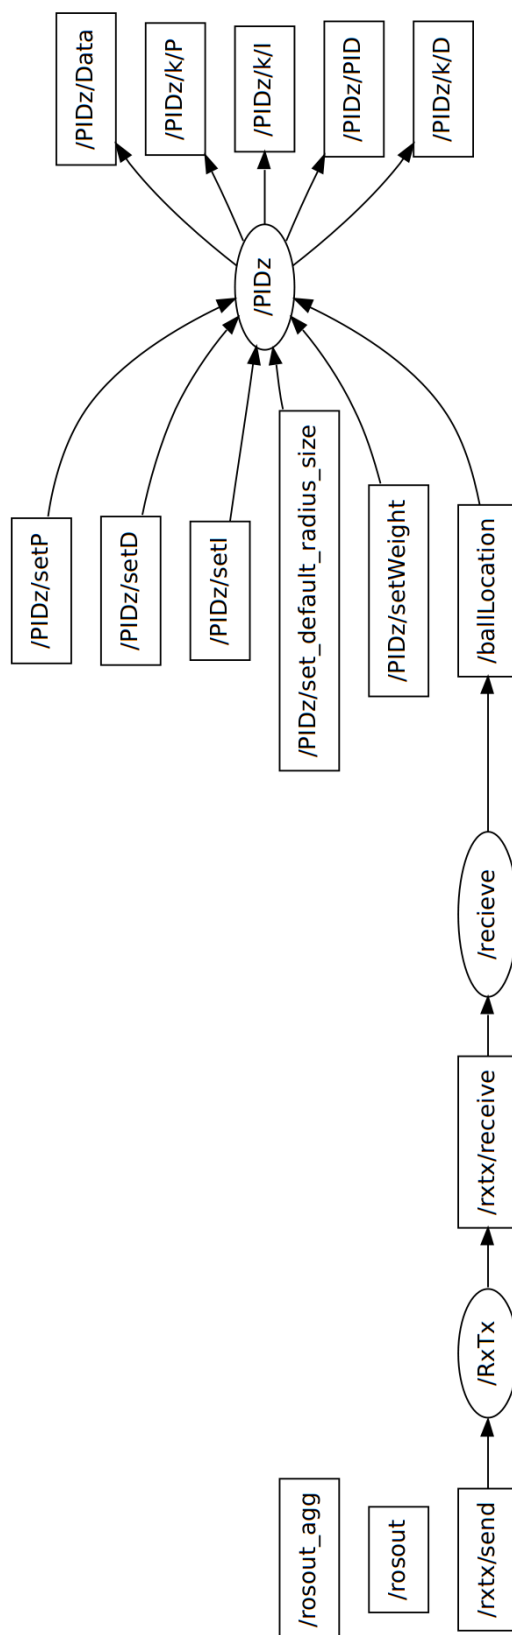 /rosout_agg
/rosout
/rxtx/send
/RxTx
/rxtx/receive
/recieve
/PIDz/setP
/PIDz/setD
/PIDz/setI
/PIDz/set_default_radius_size
/PIDz/setWeight
/ballLocation
/PIDz
/PIDz/Data
/PIDz/k/P
/PIDz/k/I
/PIDz/PID
/PIDz/k/D